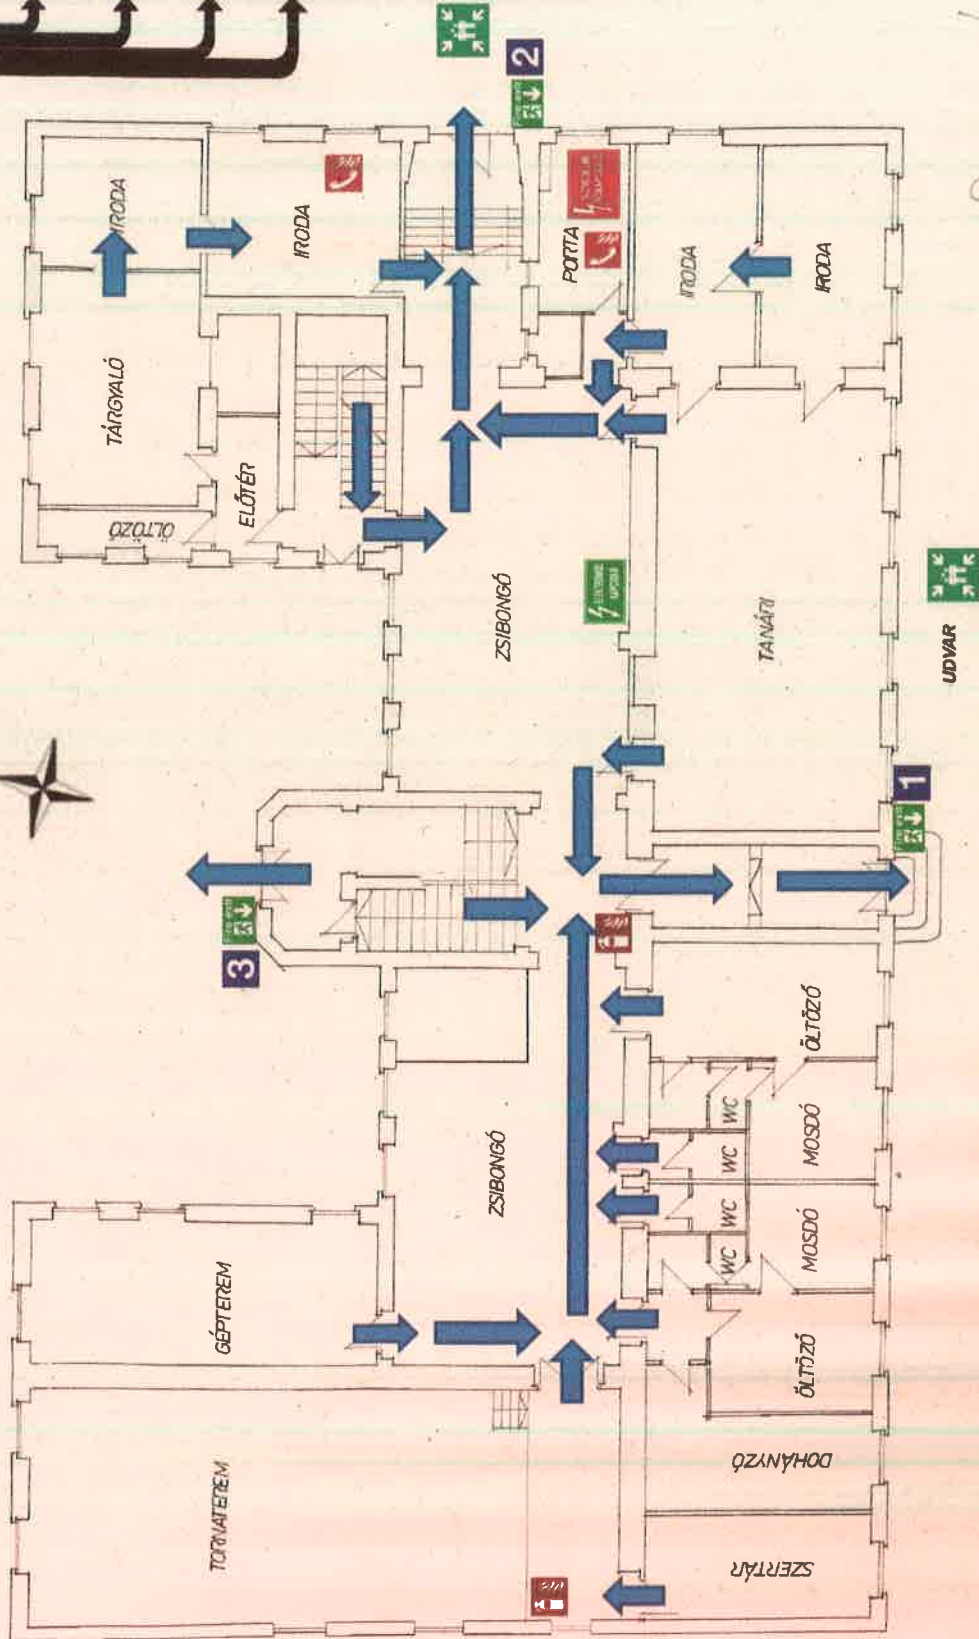 2
IRODA
IRODA
PORTA
IRODA
IRODA
TÁRGYALÓ
ELŐTÉR
ÖLTÖZŐ
ZSIBONGÓ
TANÁRI
UDVAR
1
3
ZSIBONGÓ
ÖLTÖZŐ
WC
WC
WC
WC
MOSDÓ
MOSDÓ
GÉPTEREM
ÖLTÖZŐ
TORNATEREM
DOHÁNYZÓ
SZERTÁR